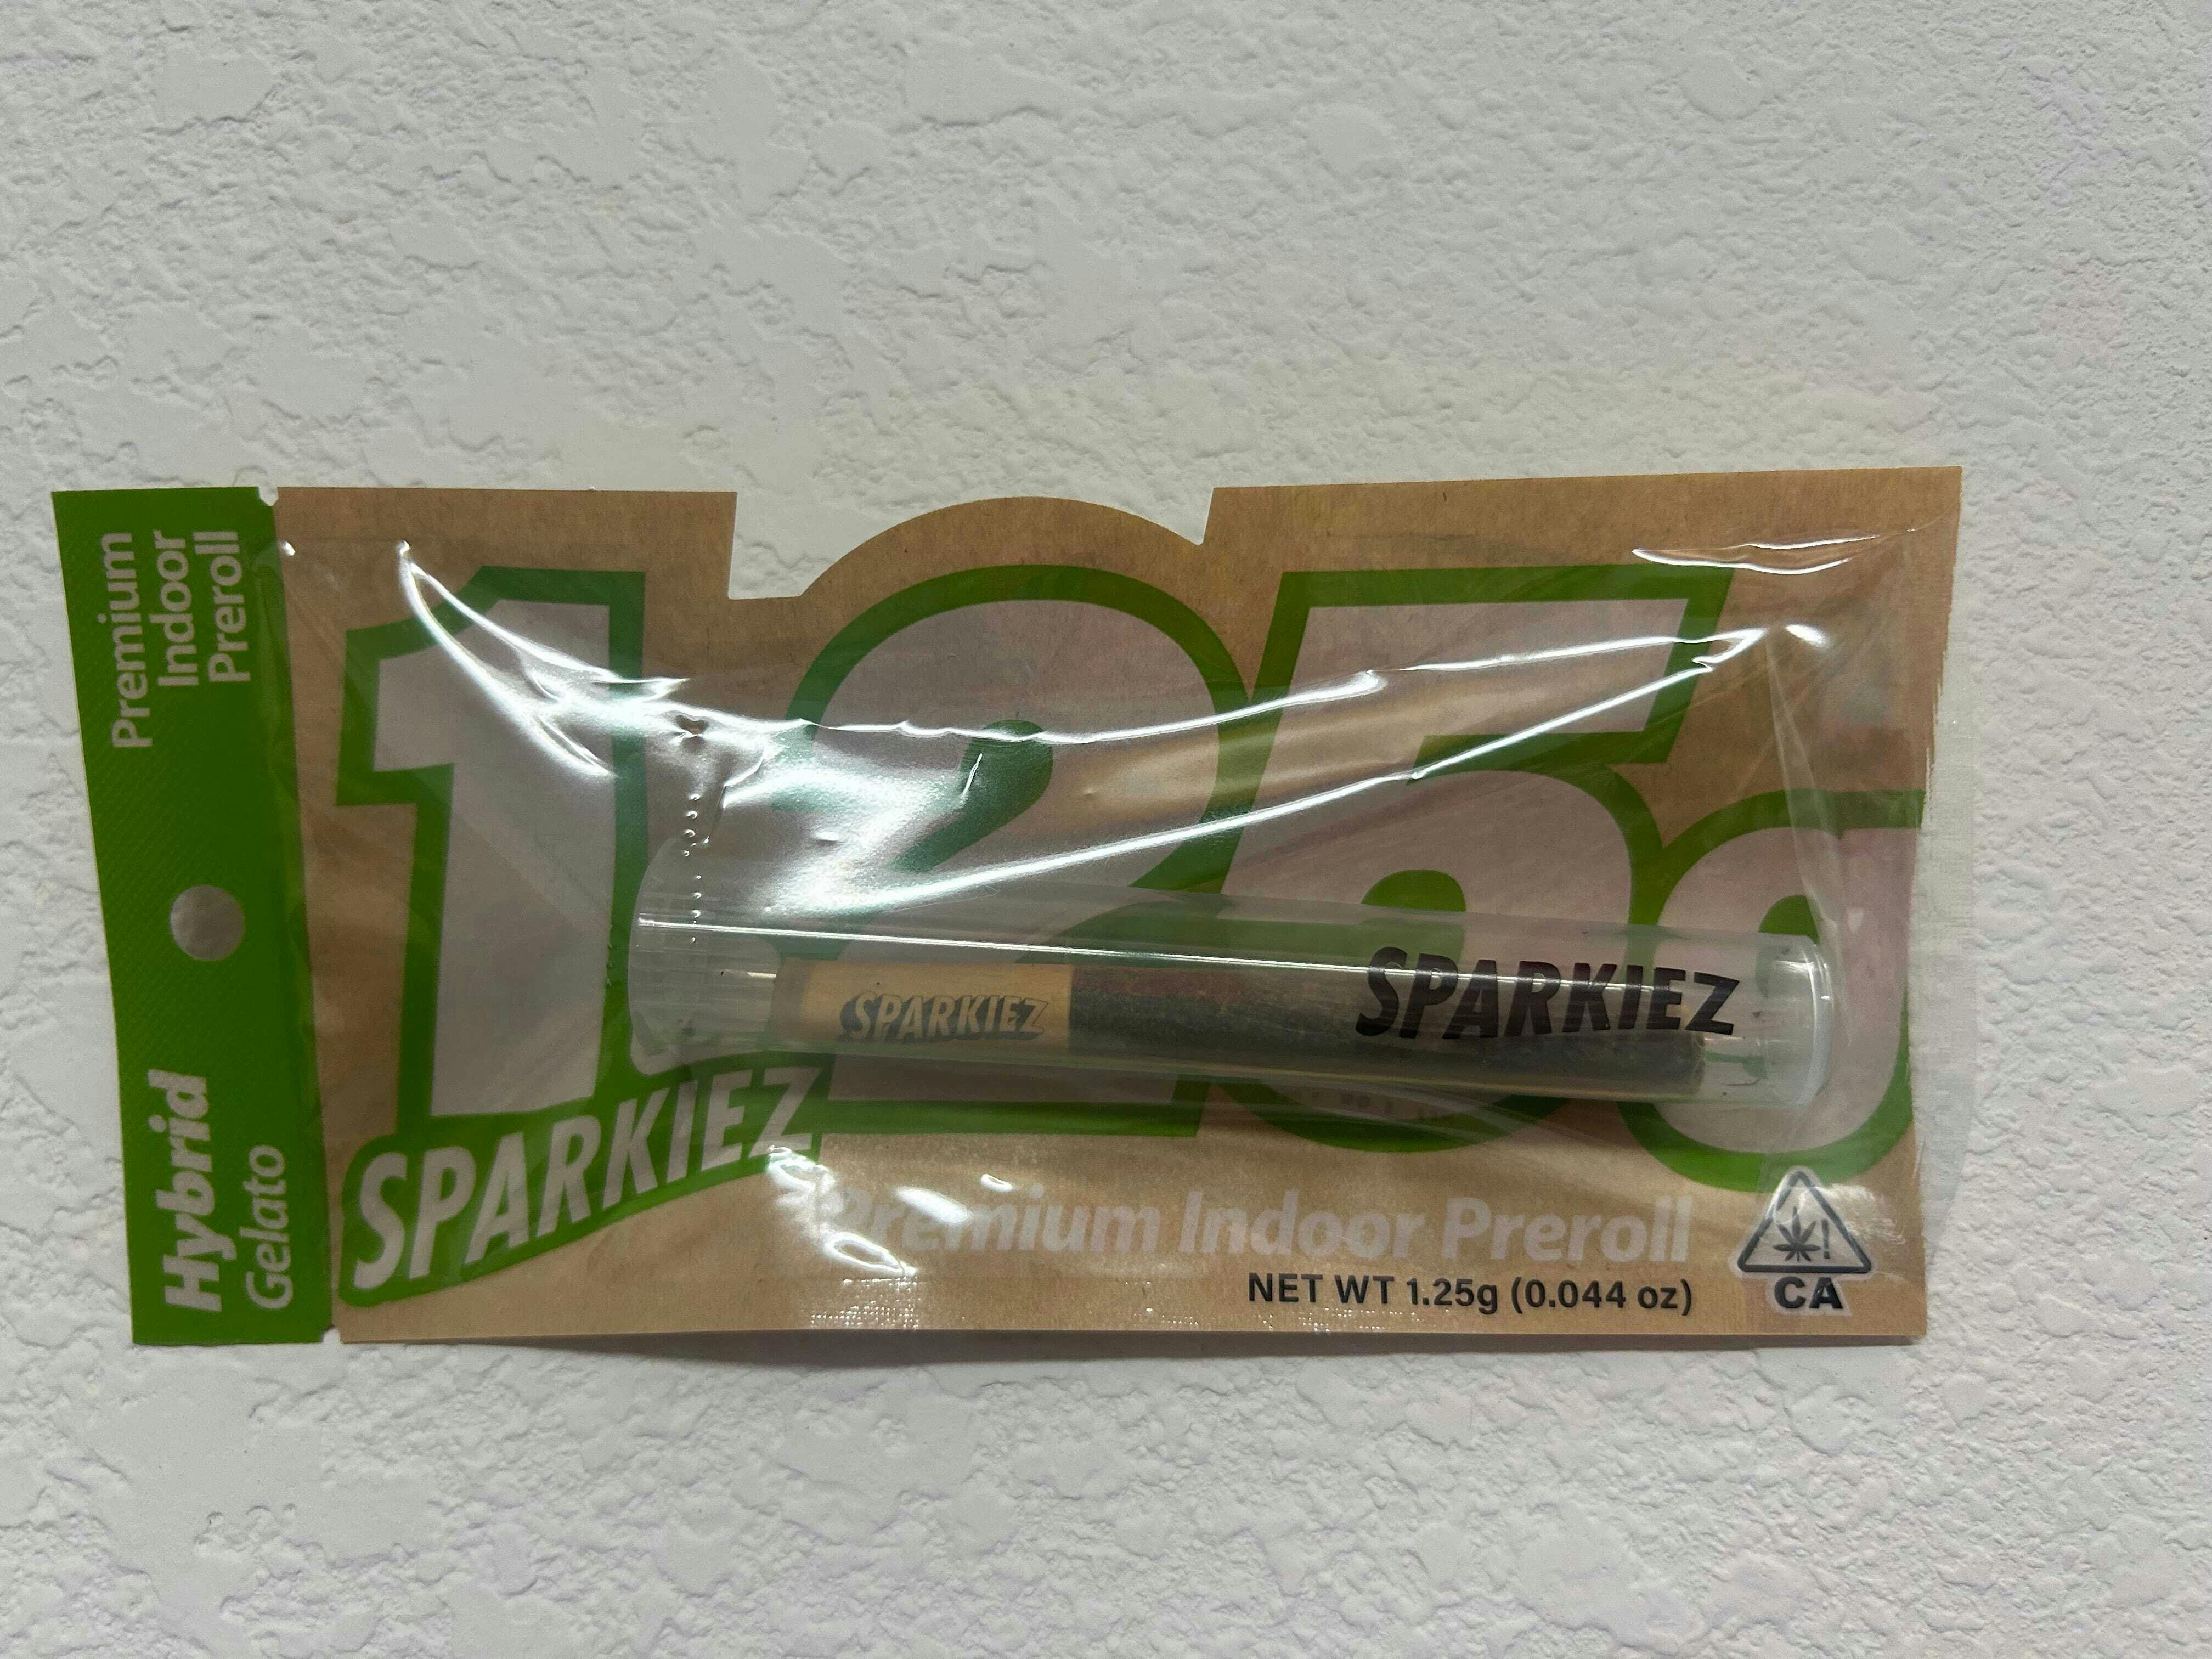 Premium
Indoor
Preroll
Hybrid
Gelato
1.25g
SPARKIEZ
SPARKIEZ
SPARKIEZ
Premium Indoor Preroll
NET WT 1.25g (0.044 oz)
!
CA